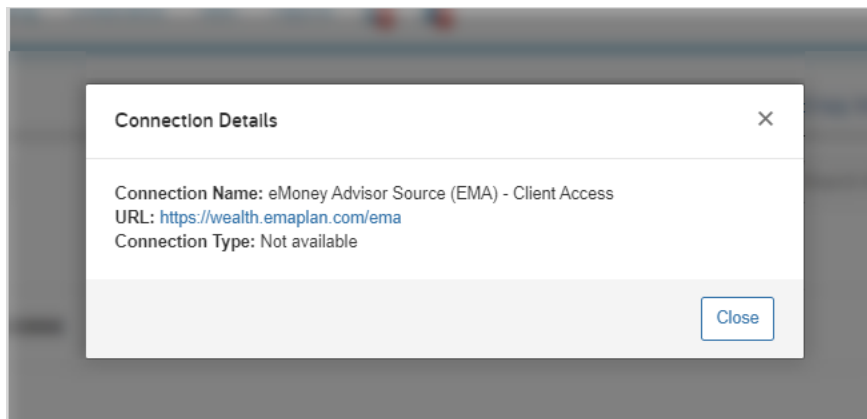 Connection Details
×
Connection Name: eMoney Advisor Source (EMA) - Client Access
URL: https://wealth.emaplan.com/ema
Connection Type: Not available
Close